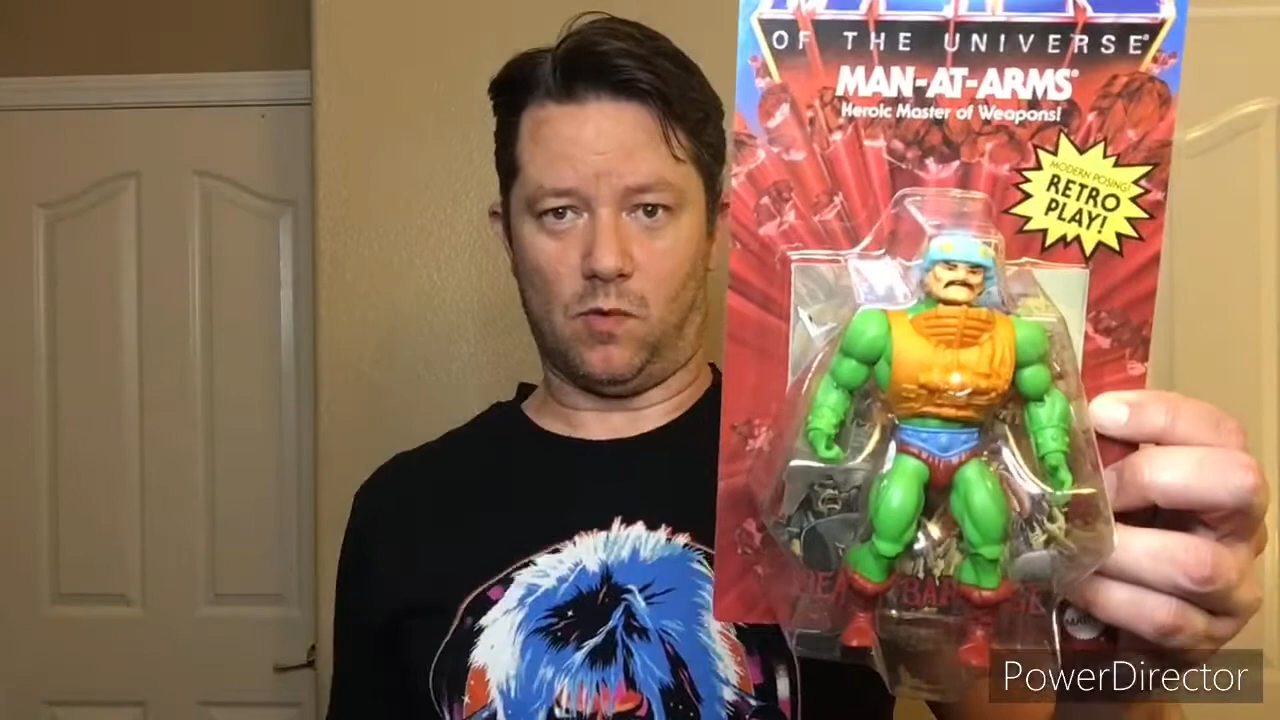 OF THE UNIVERSE®
MAN-AT-ARMS®
Heroic Master of Weapons!
MODERN POSING!
RETRO
PLAY!
PowerDirector